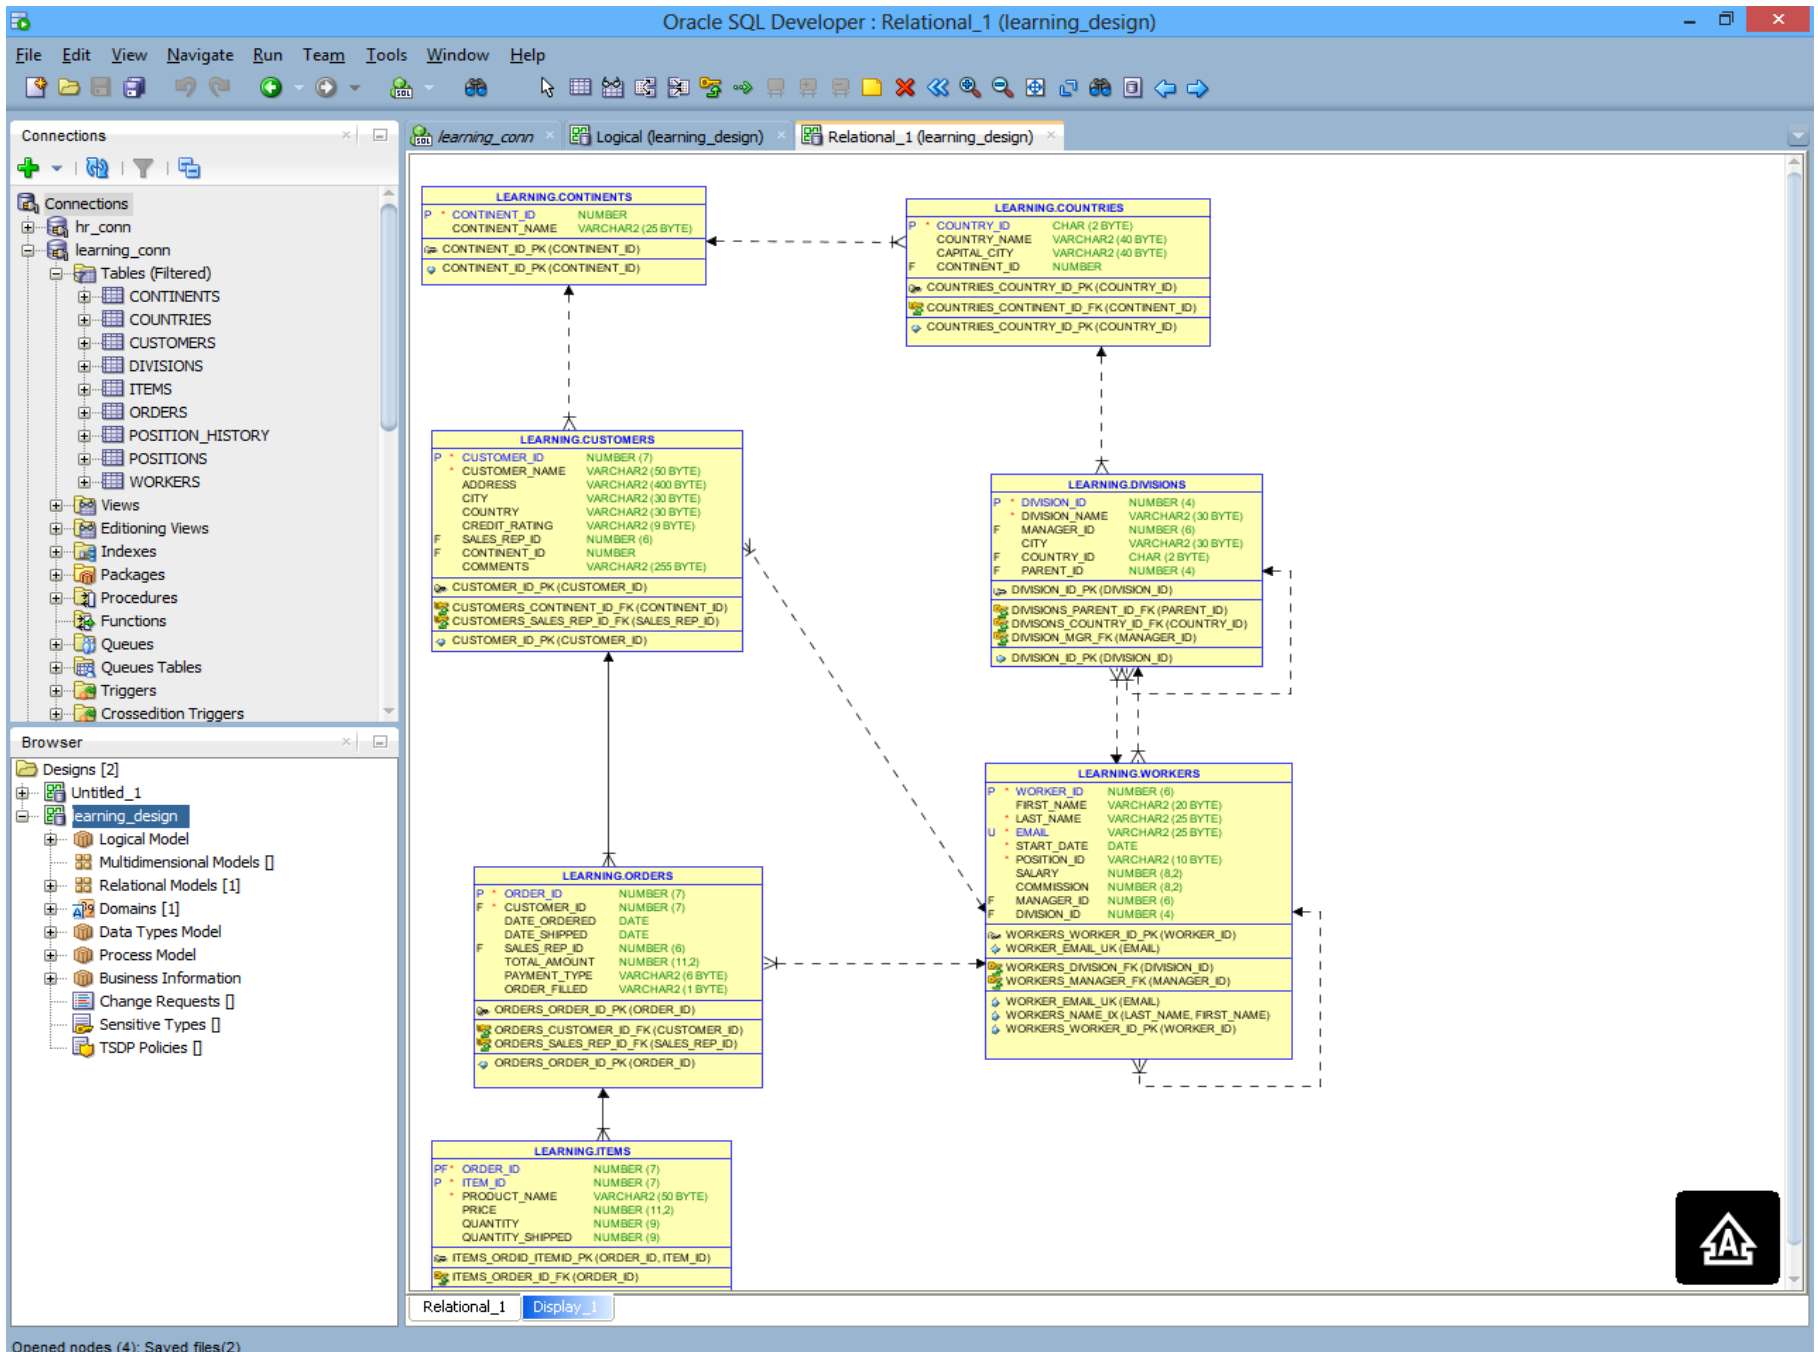 Oracle SQL Developer : Relational_1 (learning_design)
File Edit View Navigate Run Team Tools Window Help
Connections
Connections
hr_conn
learning_conn
Tables (Filtered)
CONTINENTS
COUNTRIES
CUSTOMERS
DIVISIONS
ITEMS
ORDERS
POSITION_HISTORY
POSITIONS
WORKERS
Views
Editioning Views
Indexes
Packages
Procedures
Functions
Queues
Queues Tables
Triggers
Crossedition Triggers
Browser
Designs [2]
Untitled_1
learning_design
Logical Model
Multidimensional Models []
Relational Models [1]
Domains [1]
Data Types Model
Process Model
Business Information
Change Requests []
Sensitive Types []
TSDP Policies []
learning_conn Logical (learning_design) Relational_1 (learning_design)
LEARNING.CONTINENTS
P * CONTINENT_ID NUMBER
CONTINENT_NAME VARCHAR2 (25 BYTE)
CONTINENT_ID_PK (CONTINENT_ID)
CONTINENT_ID_PK (CONTINENT_ID)
LEARNING.COUNTRIES
P * COUNTRY_ID CHAR (2 BYTE)
COUNTRY_NAME VARCHAR2 (40 BYTE)
CAPITAL_CITY VARCHAR2 (40 BYTE)
F CONTINENT_ID NUMBER
COUNTRIES_COUNTRY_ID_PK (COUNTRY_ID)
COUNTRIES_CONTINENT_ID_FK (CONTINENT_ID)
COUNTRIES_COUNTRY_ID_PK (COUNTRY_ID)
LEARNING.CUSTOMERS
P * CUSTOMER_ID NUMBER (7)
* CUSTOMER_NAME VARCHAR2 (50 BYTE)
ADDRESS VARCHAR2 (400 BYTE)
CITY VARCHAR2 (30 BYTE)
COUNTRY VARCHAR2 (30 BYTE)
CREDIT_RATING VARCHAR2 (9 BYTE)
F SALES_REP_ID NUMBER (6)
F CONTINENT_ID NUMBER
COMMENTS VARCHAR2 (255 BYTE)
CUSTOMER_ID_PK (CUSTOMER_ID)
CUSTOMERS_CONTINENT_ID_FK (CONTINENT_ID)
CUSTOMERS_SALES_REP_ID_FK (SALES_REP_ID)
CUSTOMER_ID_PK (CUSTOMER_ID)
LEARNING.DIVISIONS
P * DIVISION_ID NUMBER (4)
* DIVISION_NAME VARCHAR2 (30 BYTE)
F MANAGER_ID NUMBER (6)
CITY VARCHAR2 (30 BYTE)
F COUNTRY_ID CHAR (2 BYTE)
F PARENT_ID NUMBER (4)
DIVISION_ID_PK (DIVISION_ID)
DIVISIONS_PARENT_ID_FK (PARENT_ID)
DIVISONS_COUNTRY_ID_FK (COUNTRY_ID)
DIVISION_MGR_FK (MANAGER_ID)
DIVISION_ID_PK (DIVISION_ID)
LEARNING.WORKERS
P * WORKER_ID NUMBER (6)
FIRST_NAME VARCHAR2 (20 BYTE)
* LAST_NAME VARCHAR2 (25 BYTE)
U * EMAIL VARCHAR2 (25 BYTE)
* START_DATE DATE
* POSITION_ID VARCHAR2 (10 BYTE)
SALARY NUMBER (8,2)
COMMISSION NUMBER (8,2)
F MANAGER_ID NUMBER (6)
F DIVISION_ID NUMBER (4)
WORKERS_WORKER_ID_PK (WORKER_ID)
WORKER_EMAIL_UK (EMAIL)
WORKERS_DIVISION_FK (DIVISION_ID)
WORKERS_MANAGER_FK (MANAGER_ID)
WORKER_EMAIL_UK (EMAIL)
WORKERS_NAME_IX (LAST_NAME, FIRST_NAME)
WORKERS_WORKER_ID_PK (WORKER_ID)
LEARNING.ORDERS
P * ORDER_ID NUMBER (7)
F * CUSTOMER_ID NUMBER (7)
DATE_ORDERED DATE
DATE_SHIPPED DATE
F SALES_REP_ID NUMBER (6)
TOTAL_AMOUNT NUMBER (11,2)
PAYMENT_TYPE VARCHAR2 (6 BYTE)
ORDER_FILLED VARCHAR2 (1 BYTE)
ORDERS_ORDER_ID_PK (ORDER_ID)
ORDERS_CUSTOMER_ID_FK (CUSTOMER_ID)
ORDERS_SALES_REP_ID_FK (SALES_REP_ID)
ORDERS_ORDER_ID_PK (ORDER_ID)
LEARNING.ITEMS
PF * ORDER_ID NUMBER (7)
P * ITEM_ID NUMBER (7)
* PRODUCT_NAME VARCHAR2 (50 BYTE)
PRICE NUMBER (11,2)
QUANTITY NUMBER (9)
QUANTITY_SHIPPED NUMBER (9)
ITEMS_ORDID_ITEMID_PK (ORDER_ID, ITEM_ID)
ITEMS_ORDER_ID_FK (ORDER_ID)
A
Relational_1 Display_1
Opened nodes (4); Saved files(2)